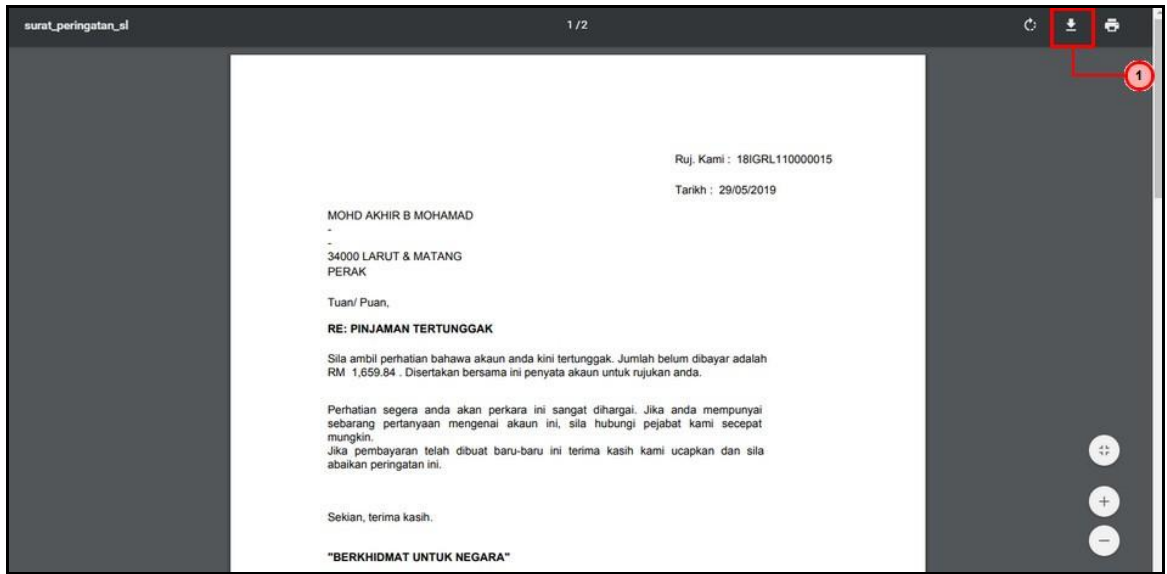 surat_peringatan_sl
1 / 2
1
Ruj. Kami : 18IGRL110000015
Tarikh : 29/05/2019
MOHD AKHIR B MOHAMAD
-
-
34000 LARUT & MATANG
PERAK
Tuan/ Puan,
RE: PINJAMAN TERTUNGGAK
Sila ambil perhatian bahawa akaun anda kini tertunggak. Jumlah belum dibayar adalah
RM 1,659.84 . Disertakan bersama ini penyata akaun untuk rujukan anda.
Perhatian segera anda akan perkara ini sangat dihargai. Jika anda mempunyai
sebarang pertanyaan mengenai akaun ini, sila hubungi pejabat kami secepat
mungkin.
Jika pembayaran telah dibuat baru-baru ini terima kasih kami ucapkan dan sila
abaikan peringatan ini.
Sekian, terima kasih.
"BERKHIDMAT UNTUK NEGARA"